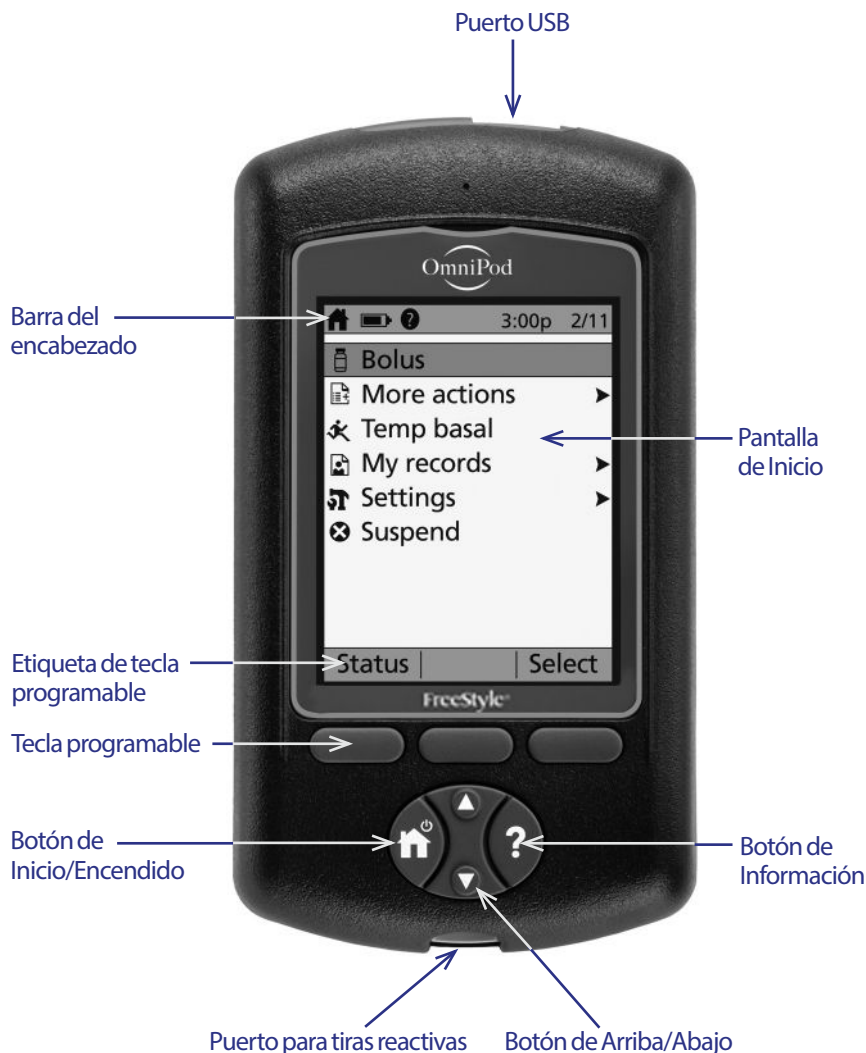 Puerto USB
OmniPod
Barra del
encabezado
3:00p 2/11
Bolus
More actions
Temp basal
Pantalla
de Inicio
My records
Settings
Suspend
Etiqueta de tecla
programable
Status Select
FreeStyle
Tecla programable
Botón de
Inicio/Encendido
?
Botón de
Información
Puerto para tiras reactivas
Botón de Arriba/Abajo